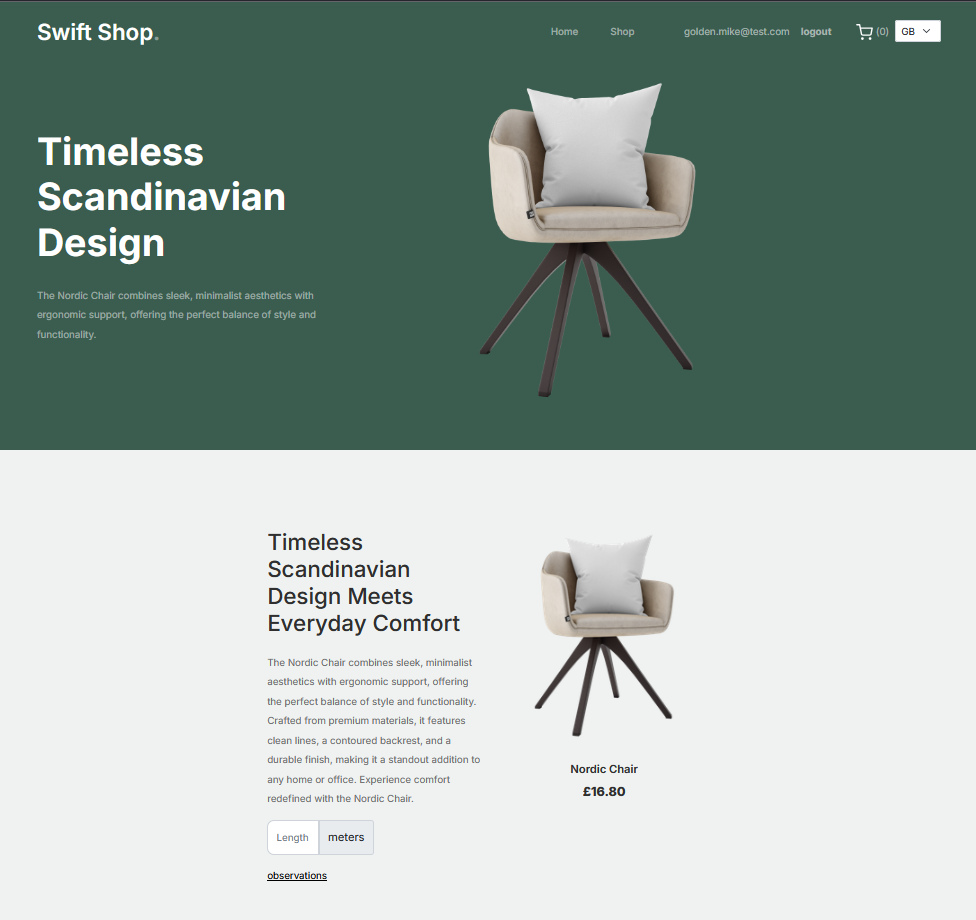 Swift Shop.
Home
Shop
golden.mike@test.com
logout
(0)
GB
Timeless
Scandinavian
Design
The Nordic Chair combines sleek, minimalist aesthetics with
ergonomic support, offering the perfect balance of style and
functionality.
Timeless
Scandinavian
Design Meets
Everyday Comfort
The Nordic Chair combines sleek, minimalist
aesthetics with ergonomic support, offering
the perfect balance of style and functionality.
Crafted from premium materials, it features
clean lines, a contoured backrest, and a
durable finish, making it a standout addition to
any home or office. Experience comfort
redefined with the Nordic Chair.
Length
meters
observations
Nordic Chair
£16.80